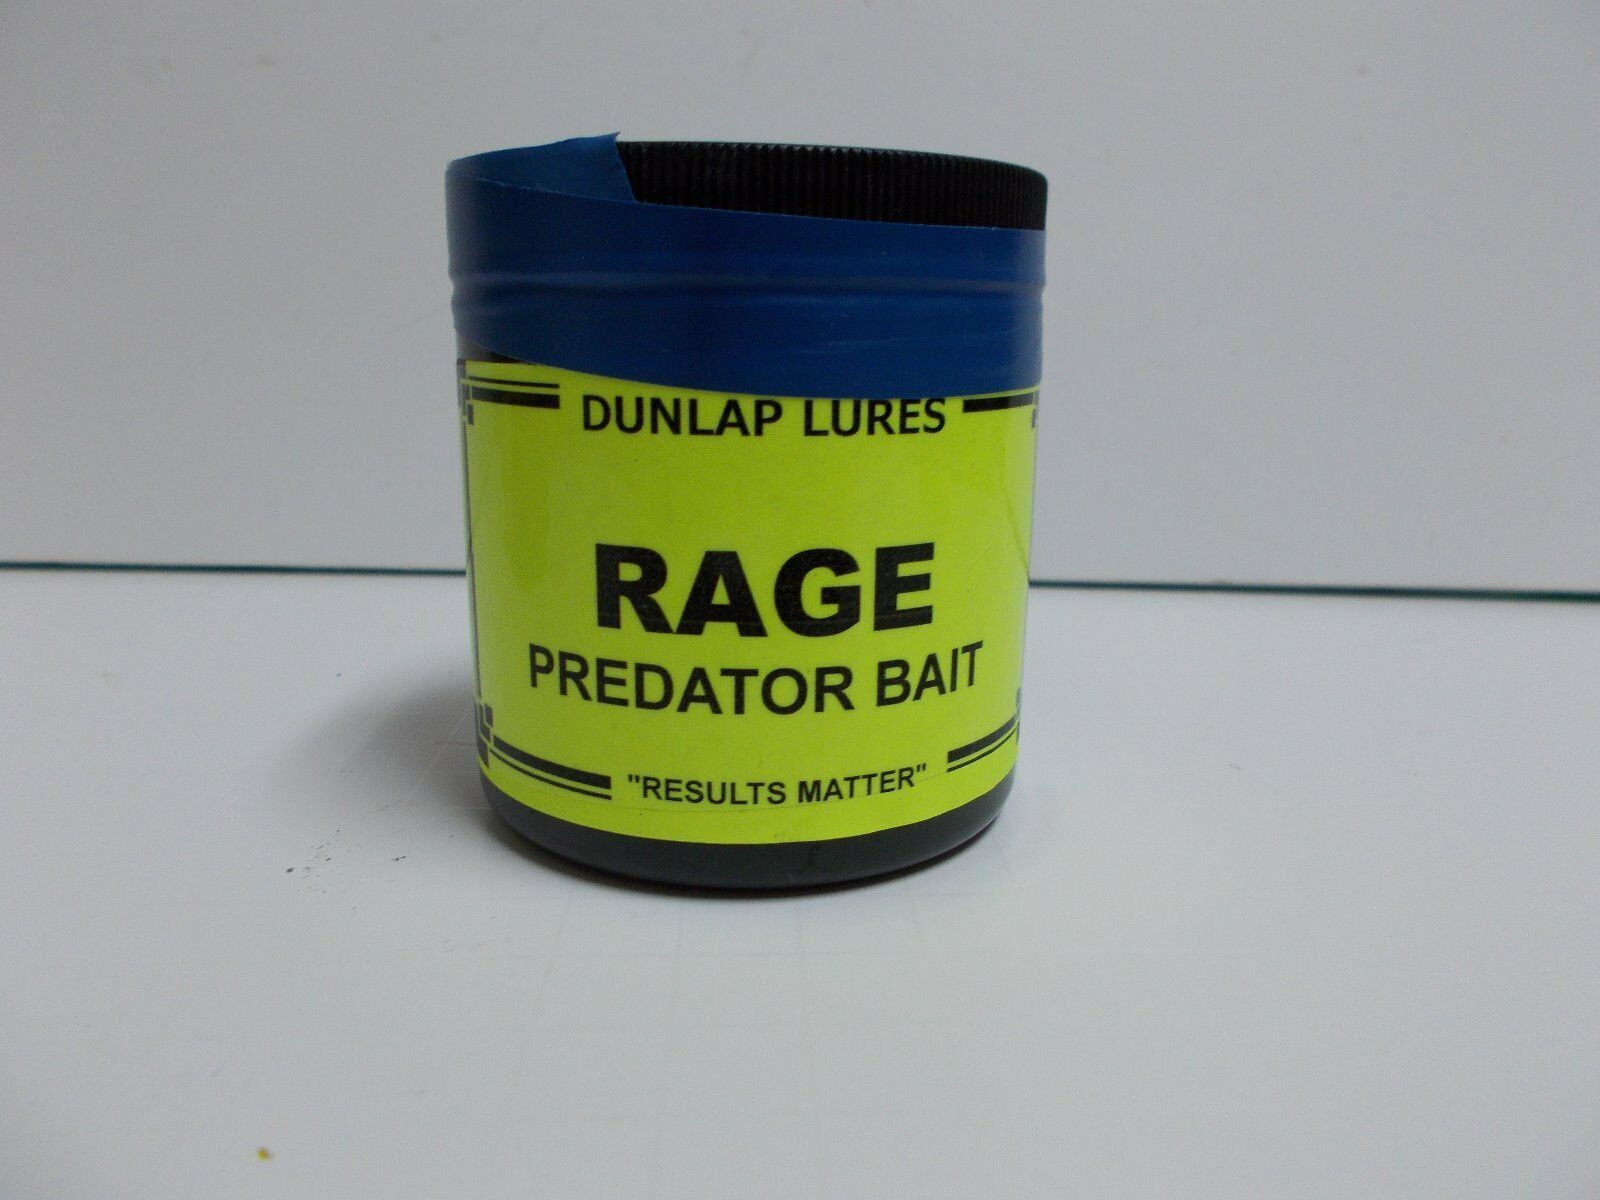 DUNLAP LURES
RAGE
PREDATOR BAIT
"RESULTS MATTER"